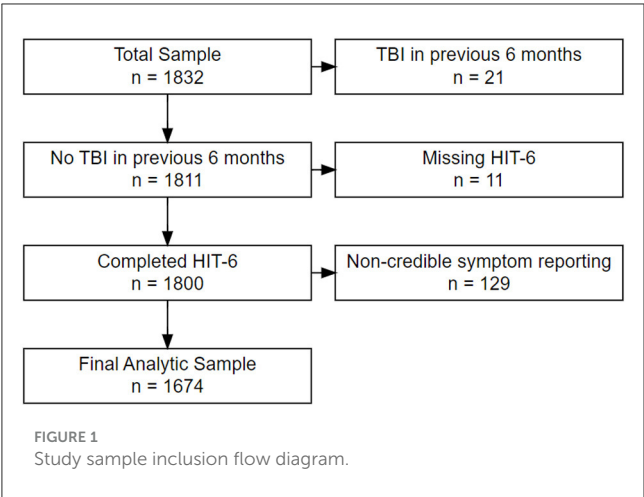 Total Sample
n = 1832
TBI in previous 6 months
n = 21
No TBI in previous 6 months
n = 1811
Missing HIT-6
n = 11
Completed HIT-6
n = 1800
Non-credible symptom reporting
n = 129
Final Analytic Sample
n = 1674
FIGURE 1
Study sample inclusion flow diagram.